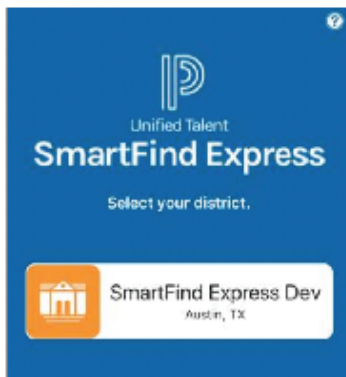 ?
Unified Talent
SmartFind Express
Select your district.
SmartFind Express Dev
Austin, TX